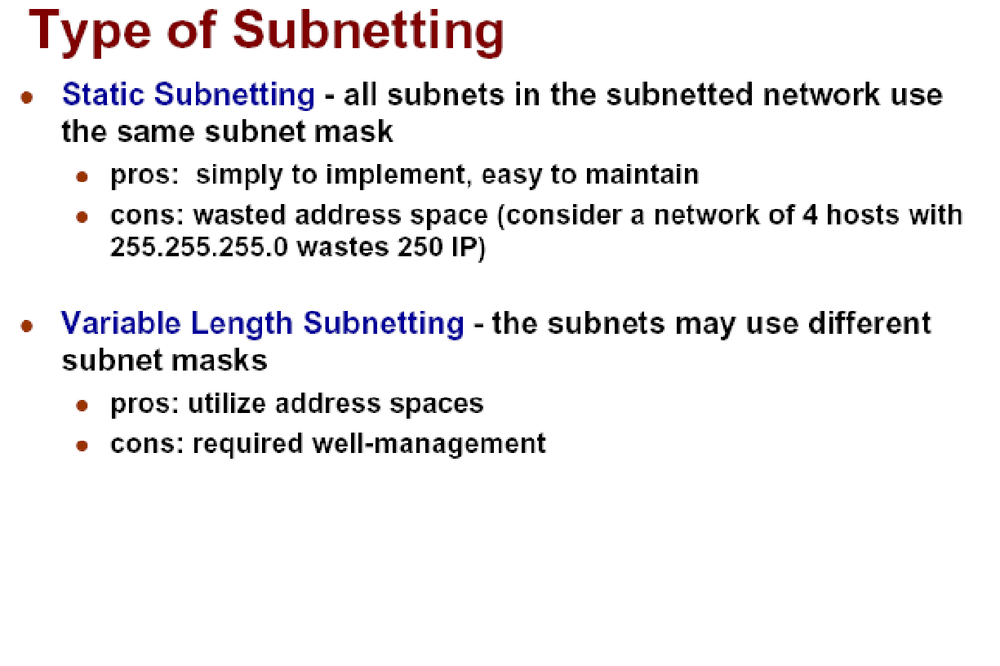 Type of Subnetting
• Static Subnetting - all subnets in the subnetted network use
the same subnet mask
• pros:  simply to implement, easy to maintain
• cons: wasted address space (consider a network of 4 hosts with
255.255.255.0 wastes 250 IP)
• Variable Length Subnetting - the subnets may use different
subnet masks
• pros: utilize address spaces
• cons: required well-management